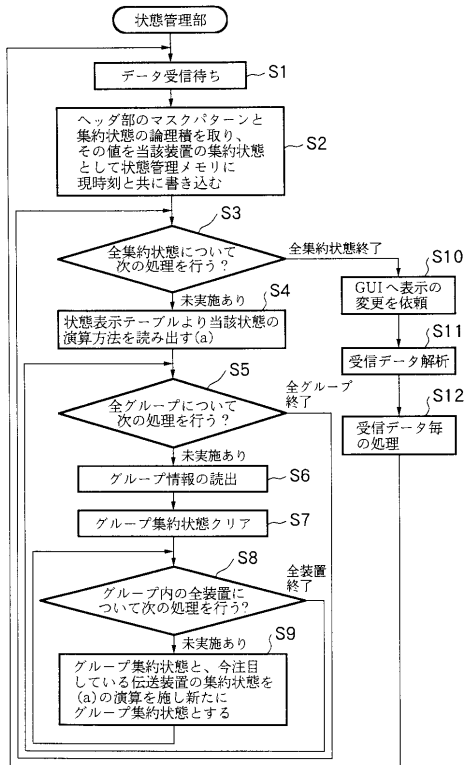 状態管理部
データ受信待ち
S1
ヘッダ部のマスクパターンと
集約状態の論理積を取り、
その値を当該装置の集約状態
として状態管理メモリに
現時刻と共に書き込む
S2
S3
全集約状態について
次の処理を行う?
全集約状態終了
未実施あり
S4
状態表示テーブルより当該状態の
演算方法を読み出す(a)
S5
全グループについて
次の処理を行う?
全グループ
終了
未実施あり
グループ情報の読出
S6
グループ集約状態クリア
S7
S8
グループ内の全装置に
ついて次の処理を行う?
全装置
終了
未実施あり
S9
グループ集約状態と、今注目
している伝送装置の集約状態を
(a)の演算を施し新たに
グループ集約状態とする
S10
GUIへ表示の
変更を依頼
S11
受信データ解析
S12
受信データ毎
の処理